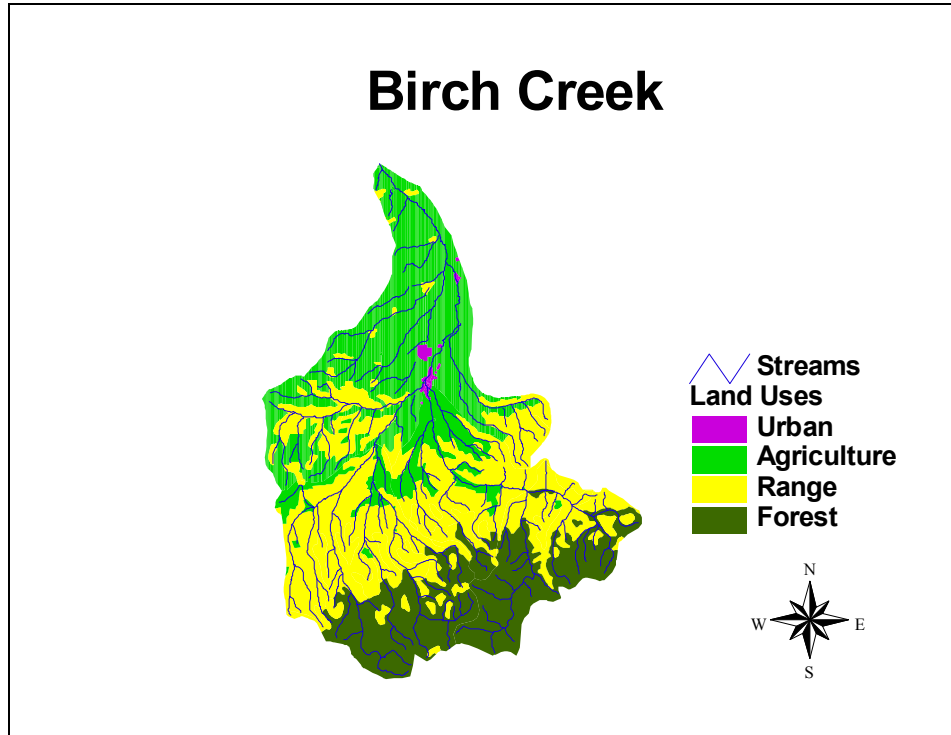 Birch Creek
Streams
Land Uses
Urban
Agriculture
Range
Forest
N
W E
S